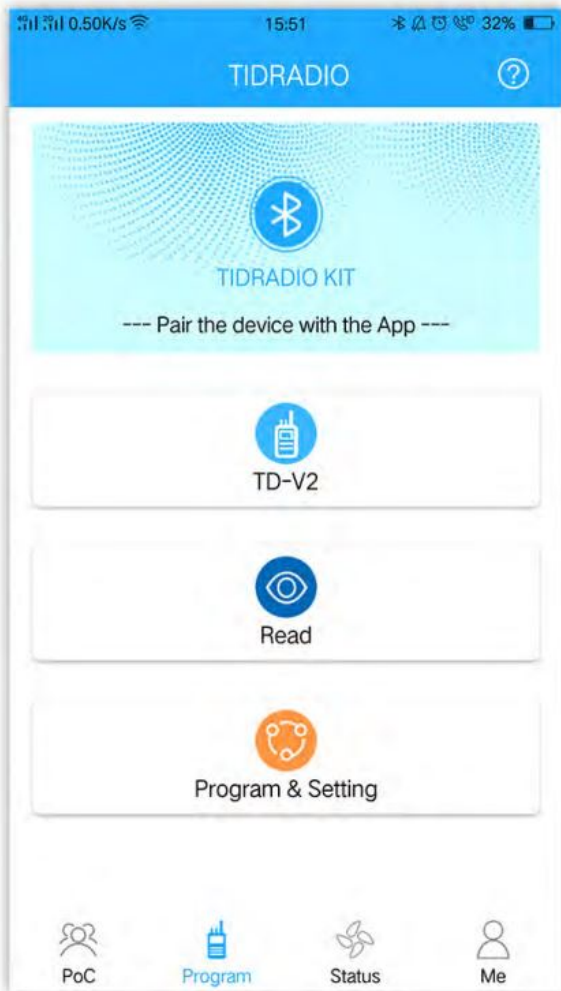 0.50K/s 15:51 32%
TIDRADIO ?
TIDRADIO KIT
--- Pair the device with the App ---
TD-V2
Read
Program & Setting
PoC Program Status Me